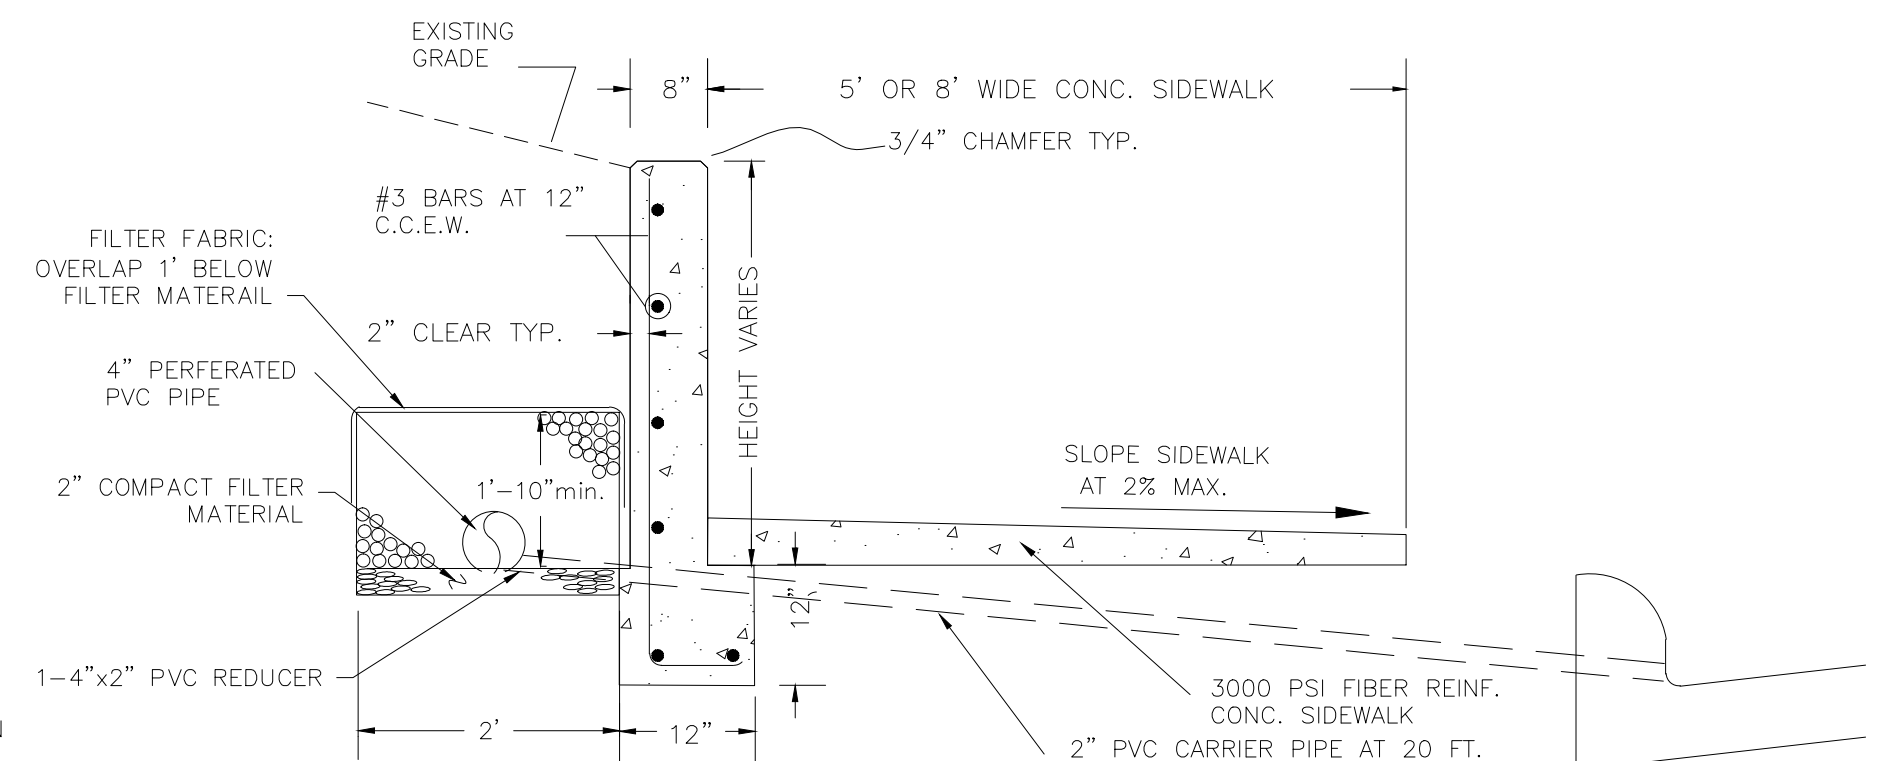 EXISTING
GRADE
8”
5’ OR 8’ WIDE CONC. SIDEWALK
3/4” CHAMFER TYP.
#3 BARS AT 12”
C.C.E.W.
FILTER FABRIC:
OVERLAP 1’ BELOW
FILTER MATERAIL
2” CLEAR TYP.
HEIGHT VARIES
4” PERFERATED
PVC PIPE
SLOPE SIDEWALK
AT 2% MAX.
2” COMPACT FILTER
MATERIAL
1’–10”min.
12”
1–4”x2” PVC REDUCER
3000 PSI FIBER REINF.
CONC. SIDEWALK
2’
12”
2” PVC CARRIER PIPE AT 20 FT.